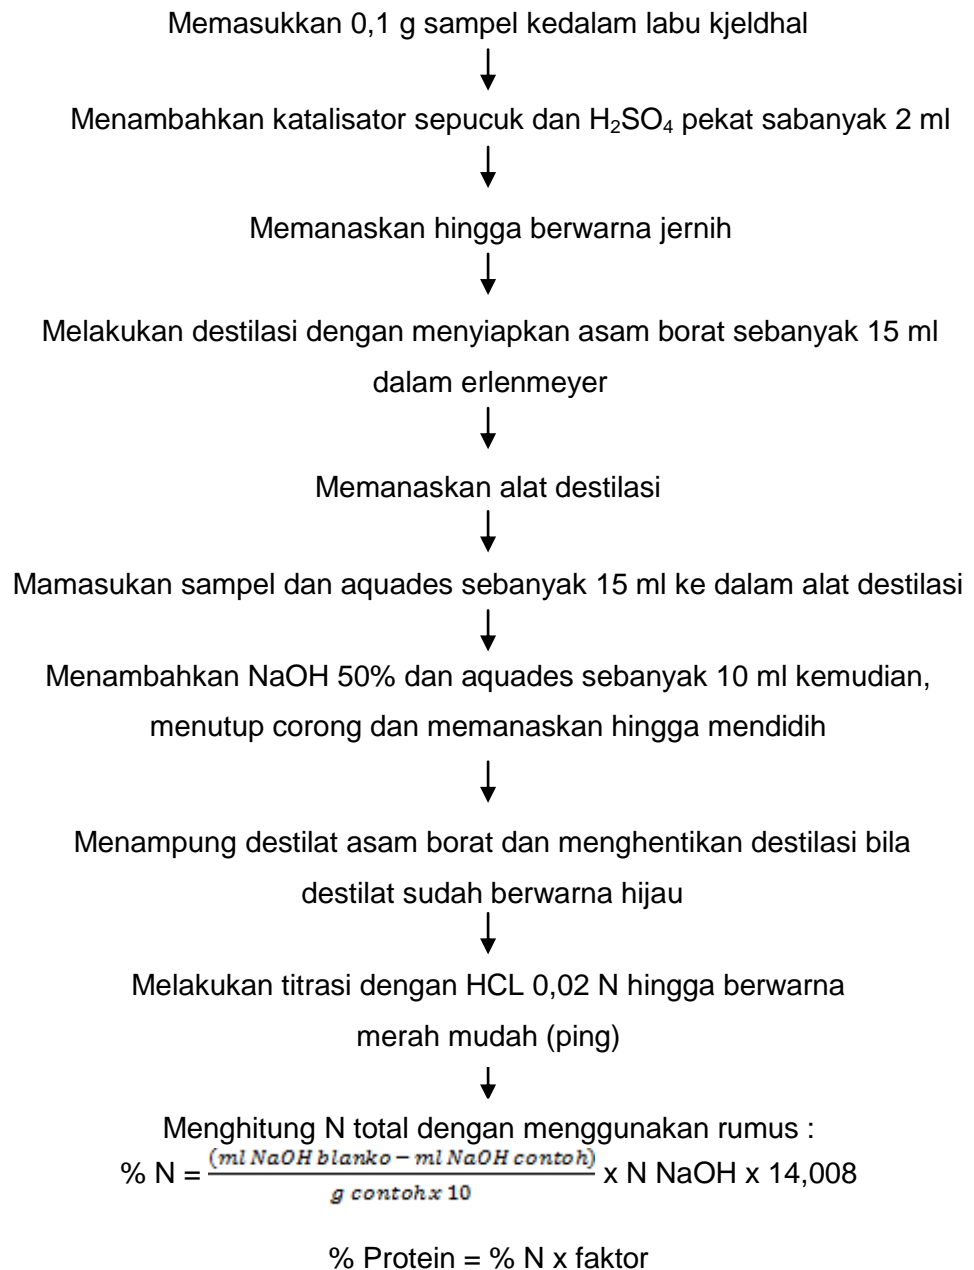 Memasukkan 0,1 g sampel kedalam labu kjeldhal
Menambahkan katalisator sepucuk dan H₂SO₄ pekat sabanyak 2 ml
Memanaskan hingga berwarna jernih
Melakukan destilasi dengan menyiapkan asam borat sebanyak 15 ml
dalam erlenmeyer
Memanaskan alat destilasi
Mamasukan sampel dan aquades sebanyak 15 ml ke dalam alat destilasi
Menambahkan NaOH 50% dan aquades sebanyak 10 ml kemudian,
menutup corong dan memanaskan hingga mendidih
Menampung destilat asam borat dan menghentikan destilasi bila
destilat sudah berwarna hijau
Melakukan titrasi dengan HCL 0,02 N hingga berwarna
merah mudah (ping)
Menghitung N total dengan menggunakan rumus :
% N = (ml NaOH blanko − ml NaOH contoh) / g contoh x 10 x N NaOH x 14,008
% Protein = % N x faktor